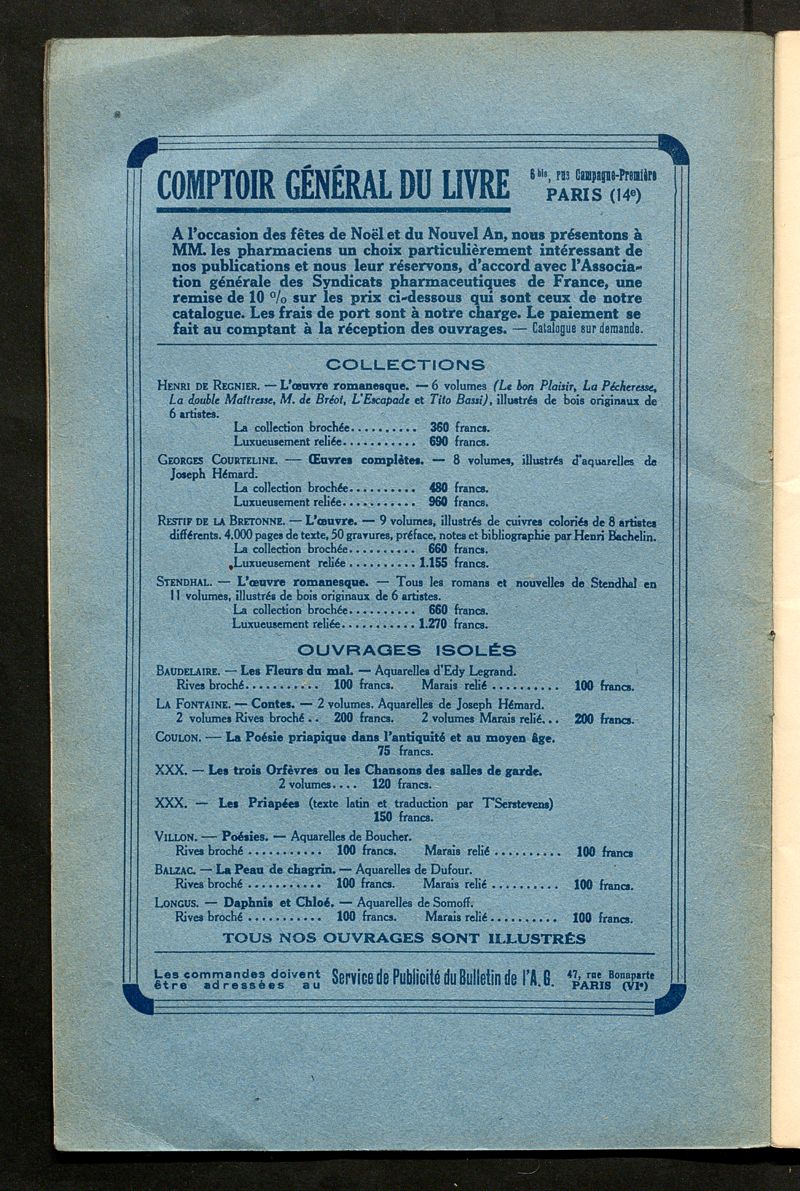 COMPTOIR GÉNÉRAL DU LIVRE
6 bis, rue Campagne-Première
PARIS (14e)
A l'occasion des fêtes de Noël et du Nouvel An, nous présentons à
MM. les pharmaciens un choix particulièrement intéressant de
nos publications et nous leur réservons, d'accord avec l'Associa-
tion générale des Syndicats pharmaceutiques de France, une
remise de 10 % sur les prix ci-dessous qui sont ceux de notre
catalogue. Les frais de port sont à notre charge. Le paiement se
fait au comptant à la réception des ouvrages. — Catalogue sur demande.
COLLECTIONS
HENRI DE REGNIER. — L'œuvre romanesque. — 6 volumes (Le bon Plaisir, La Pécheresse,
La double Maîtresse, M. de Bréot, L'Escapade et Tito Bassi), illustrés de bois originaux de
6 artistes.
La collection brochée.......... 360 francs.
Luxueusement reliée........... 690 francs.
GEORGES COURTELINE. — Œuvres complètes. — 8 volumes, illustrés d'aquarelles de
Joseph Hémard.
La collection brochée.......... 480 francs.
Luxueusement reliée........... 960 francs.
RESTIF DE LA BRETONNE. — L'œuvre. — 9 volumes, illustrés de cuivres coloriés de 8 artistes
différents. 4.000 pages de texte, 50 gravures, préface, notes et bibliographie par Henri Bachelin.
La collection brochée.......... 660 francs.
Luxueusement reliée .......... 1.155 francs.
STENDHAL. — L'œuvre romanesque. — Tous les romans et nouvelles de Stendhal en
11 volumes, illustrés de bois originaux de 6 artistes.
La collection brochée.......... 660 francs.
Luxueusement reliée........... 1.270 francs.
OUVRAGES ISOLÉS
BAUDELAIRE. — Les Fleurs du mal. — Aquarelles d'Edy Legrand.
Rives broché........... 100 francs. Marais relié .......... 100 francs.
LA FONTAINE. — Contes. — 2 volumes. Aquarelles de Joseph Hémard.
2 volumes Rives broché .. 200 francs. 2 volumes Marais relié... 200 francs.
COULON. — La Poésie priapique dans l'antiquité et au moyen âge.
75 francs.
XXX. — Les trois Orfèvres ou les Chansons des salles de garde.
2 volumes.... 120 francs.
XXX. — Les Priapées (texte latin et traduction par T'Serstevens)
150 francs.
VILLON. — Poésies. — Aquarelles de Boucher.
Rives broché ........... 100 francs. Marais relié .......... 100 francs
BALZAC. — La Peau de chagrin. — Aquarelles de Dufour.
Rives broché ........... 100 francs. Marais relié .......... 100 francs.
LONGUS. — Daphnis et Chloé. — Aquarelles de Somoff.
Rives broché ........... 100 francs. Marais relié.......... 100 francs.
TOUS NOS OUVRAGES SONT ILLUSTRÉS
Les commandes doivent
être adressées au
Service de Publicité du Bulletin de l'A. G.
47, rue Bonaparte
PARIS (VIe)